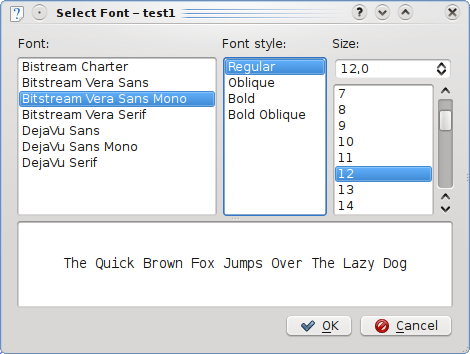 Select Font – test1
Font:
Font style:
Size:
Bitstream Charter
Bitstream Vera Sans
Bitstream Vera Sans Mono
Bitstream Vera Serif
DejaVu Sans
DejaVu Sans Mono
DejaVu Serif
Regular
Oblique
Bold
Bold Oblique
12,0
7
8
9
10
11
12
13
14
The Quick Brown Fox Jumps Over The Lazy Dog
OK
Cancel